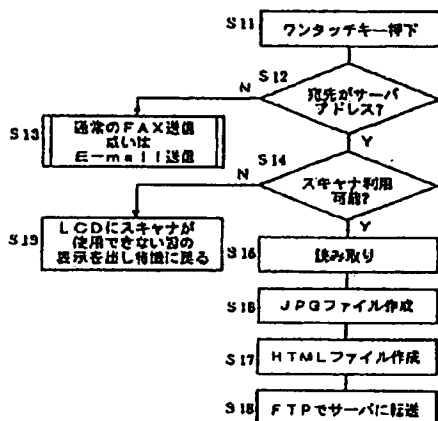 S11
ワンタッチキー押下
S12
宛先がサーバ
アドレス?
N
Y
S13
通常のFAX送信
或いは
E-mail送信
S14
スキャナ利用
可能?
N
Y
S19
LCDにスキャナが
使用できない旨の
表示を出し待機に戻る
S15
読み取り
S16
JPGファイル作成
S17
HTMLファイル作成
S18
FTPでサーバに転送